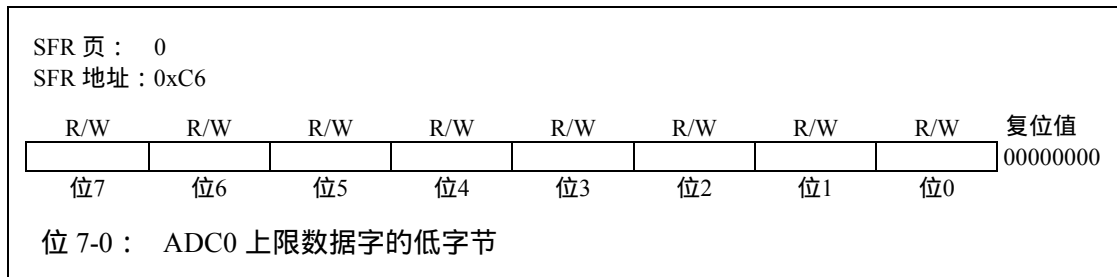 SFR 页： 0
SFR 地址：0xC6
R/W R/W R/W R/W R/W R/W R/W R/W 复位值
00000000
位7 位6 位5 位4 位3 位2 位1 位0
位 7-0： ADC0 上限数据字的低字节